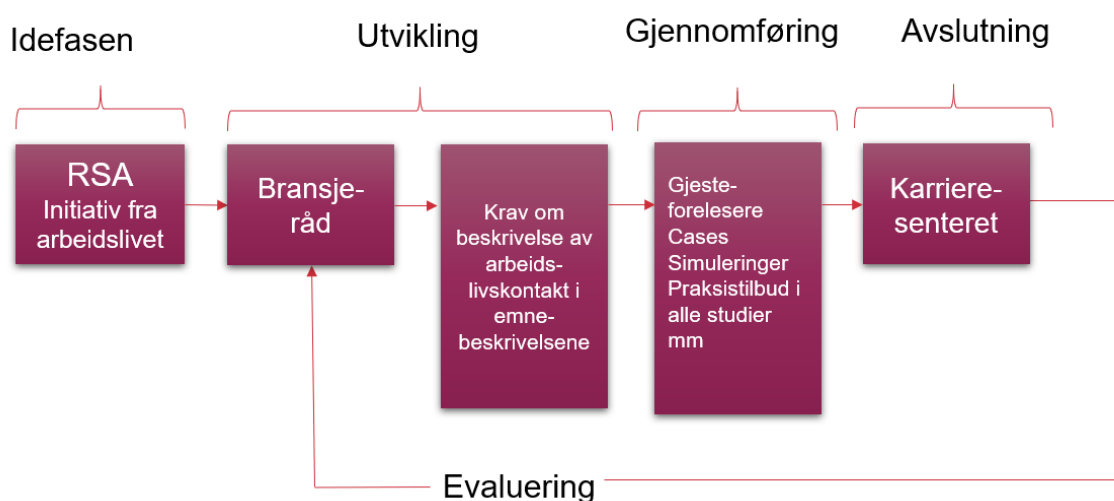 Idefasen
Utvikling
Gjennomføring
Avslutning
RSA
Initiativ fra
arbeidslivet
Bransje-
råd
Krav om
beskrivelse av
arbeids-
livskontakt i
emne-
beskrivelsene
Gjeste-
forelesere
Cases
Simuleringer
Praksistilbud i
alle studier
mm
Karriere-
senteret
Evaluering